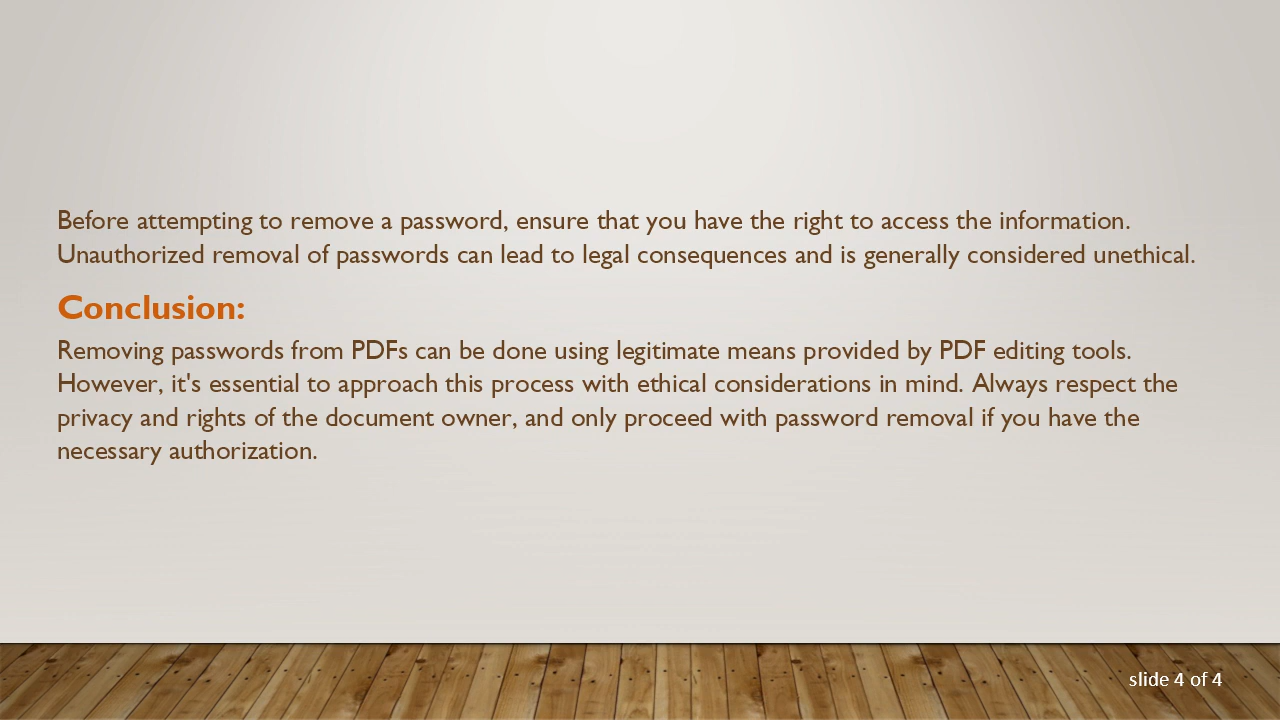 Before attempting to remove a password, ensure that you have the right to access the information.
Unauthorized removal of passwords can lead to legal consequences and is generally considered unethical.
Conclusion:
Removing passwords from PDFs can be done using legitimate means provided by PDF editing tools.
However, it's essential to approach this process with ethical considerations in mind. Always respect the
privacy and rights of the document owner, and only proceed with password removal if you have the
necessary authorization.
slide 4 of 4